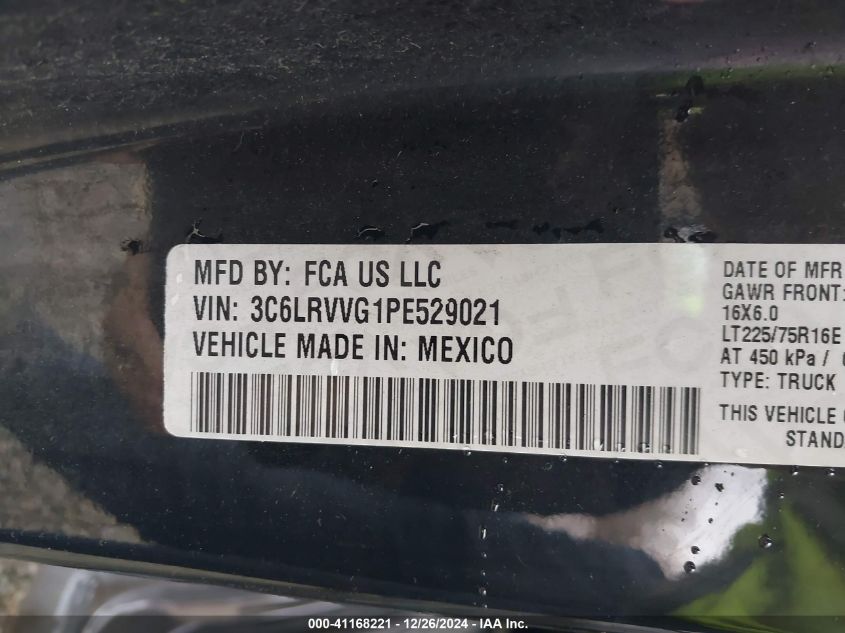 MFD BY: FCA US LLC
VIN: 3C6LRVVG1PE529021
VEHICLE MADE IN: MEXICO
DATE OF MFR
GAWR FRONT:
16X6.0
LT225/75R16E
AT 450 kPa /
TYPE: TRUCK
THIS VEHICLE
STAND
000-41168221 - 12/26/2024 - IAA Inc.